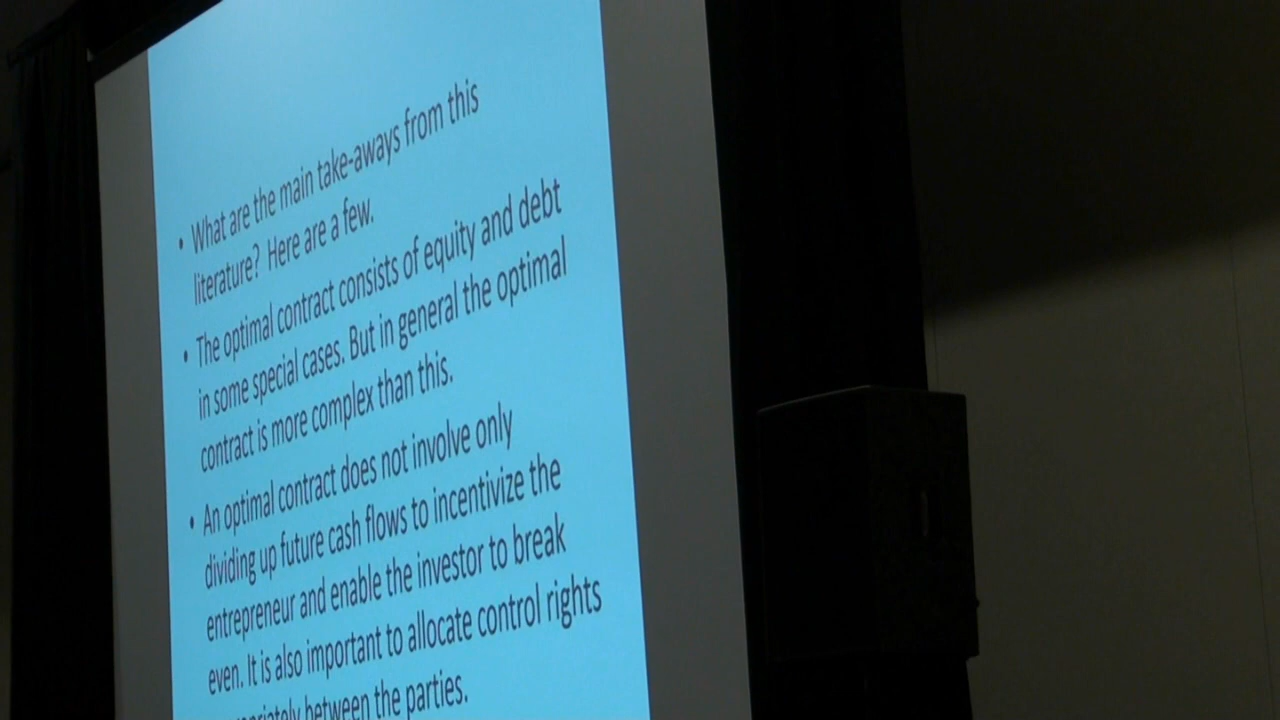 • What are the main take-aways from this
literature? Here are a few.
• The optimal contract consists of equity and debt
in some special cases. But in general the optimal
contract is more complex than this.
• An optimal contract does not involve only
dividing up future cash flows to incentivize the
entrepreneur and enable the investor to break
even. It is also important to allocate control rights
between the parties.